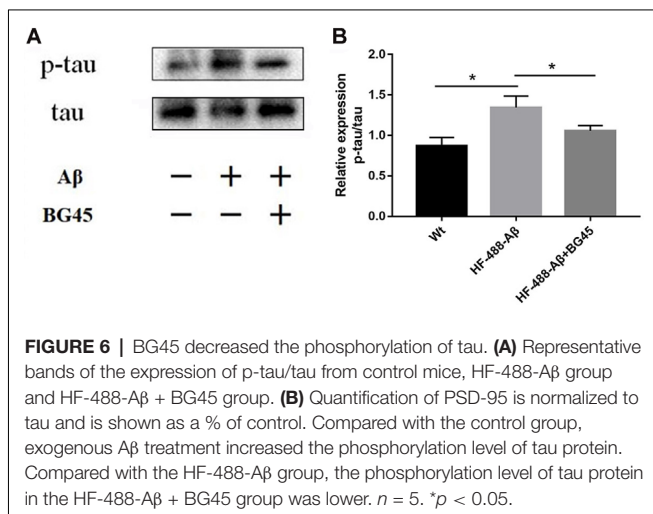 A
p-tau
tau
Aβ − + +
BG45 − − +
B
* *
2.0
1.5
1.0
0.5
0.0
Relative expression
p-tau/tau
Wt
HF-488-Aβ
HF-488-Aβ+BG45
FIGURE 6 | BG45 decreased the phosphorylation of tau. (A) Representative
bands of the expression of p-tau/tau from control mice, HF-488-Aβ group
and HF-488-Aβ + BG45 group. (B) Quantification of PSD-95 is normalized to
tau and is shown as a % of control. Compared with the control group,
exogenous Aβ treatment increased the phosphorylation level of tau protein.
Compared with the HF-488-Aβ group, the phosphorylation level of tau protein
in the HF-488-Aβ + BG45 group was lower. n = 5. *p < 0.05.